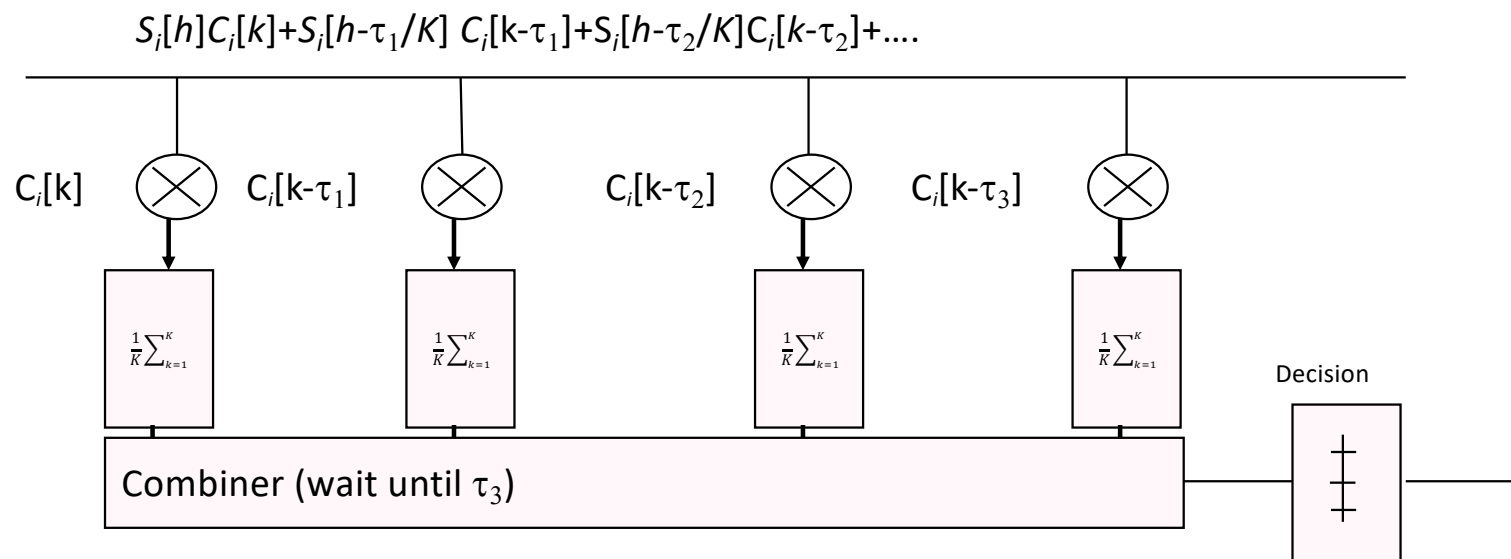 Sᵢ[h]Cᵢ[k]+Sᵢ[h-τ₁/K] Cᵢ[k-τ₁]+Sᵢ[h-τ₂/K]Cᵢ[k-τ₂]+....
Cᵢ[k] Cᵢ[k-τ₁] Cᵢ[k-τ₂] Cᵢ[k-τ₃]
1/K ∑ₖ₌₁ᴷ 1/K ∑ₖ₌₁ᴷ 1/K ∑ₖ₌₁ᴷ 1/K ∑ₖ₌₁ᴷ
Decision
Combiner (wait until τ₃)